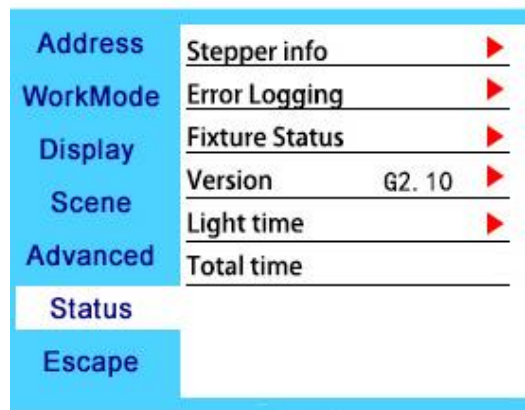 Address
WorkMode
Display
Scene
Advanced
Status
Escape
Stepper info
Error Logging
Fixture Status
Version G2. 10
Light time
Total time